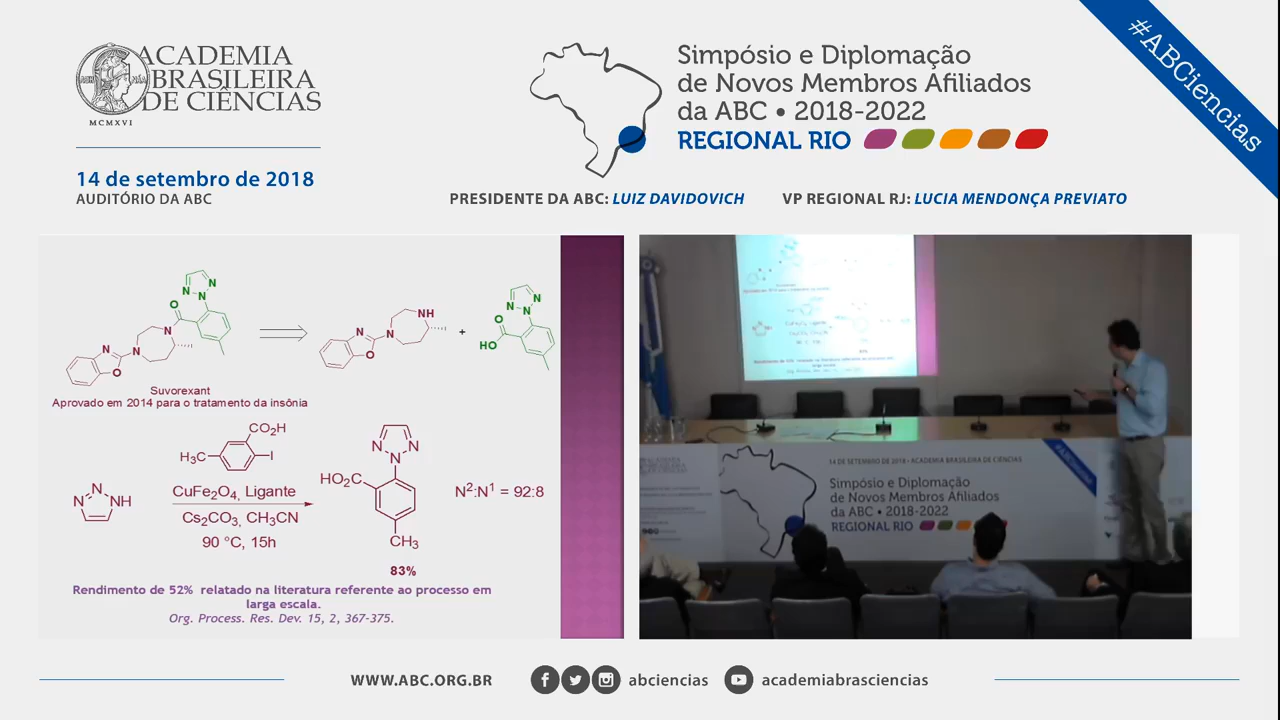 ACADEMIA
BRASILEIRA
DE CIÊNCIAS
MCMXVI
14 de setembro de 2018
AUDITÓRIO DA ABC
Simpósio e Diplomação
de Novos Membros Afiliados
da ABC • 2018-2022
REGIONAL RIO
#ABCiencias
PRESIDENTE DA ABC: LUIZ DAVIDOVICH
VP REGIONAL RJ: LUCIA MENDONÇA PREVIATO
N
N
N
O
N
N
N
O
NH
N
N
O
+
N
N
N
O
HO
Suvorexant
Aprovado em 2014 para o tratamento da insônia
CO2H
H3C
I
N
N
NH
CuFe2O4, Ligante
Cs2CO3, CH3CN
90 °C, 15h
N
N
N
HO2C
CH3
83%
N2:N1 = 92:8
Rendimento de 52% relatado na literatura referente ao processo em
larga escala.
Org. Process. Res. Dev. 15, 2, 367-375.
14 DE SETEMBRO DE 2018 • ACADEMIA BRASILEIRA DE CIÊNCIAS
Simpósio e Diplomação
de Novos Membros Afiliados
da ABC • 2018-2022
REGIONAL RIO
WWW.ABC.ORG.BR
abciencias
academiabrasciencias